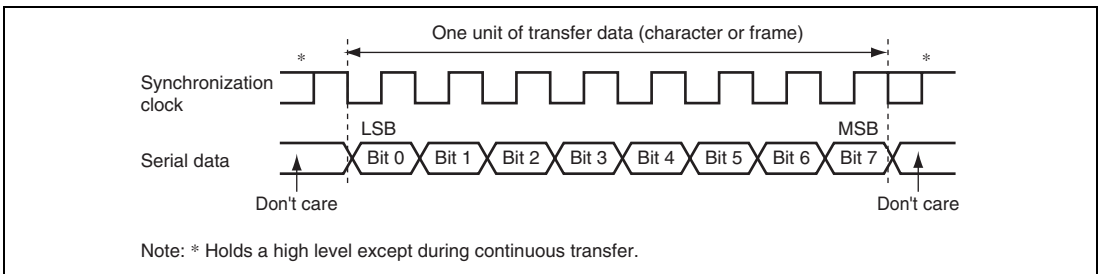 One unit of transfer data (character or frame)
* *
Synchronization
clock
LSB MSB
Serial data Bit 0 Bit 1 Bit 2 Bit 3 Bit 4 Bit 5 Bit 6 Bit 7
Don't care Don't care
Note: * Holds a high level except during continuous transfer.